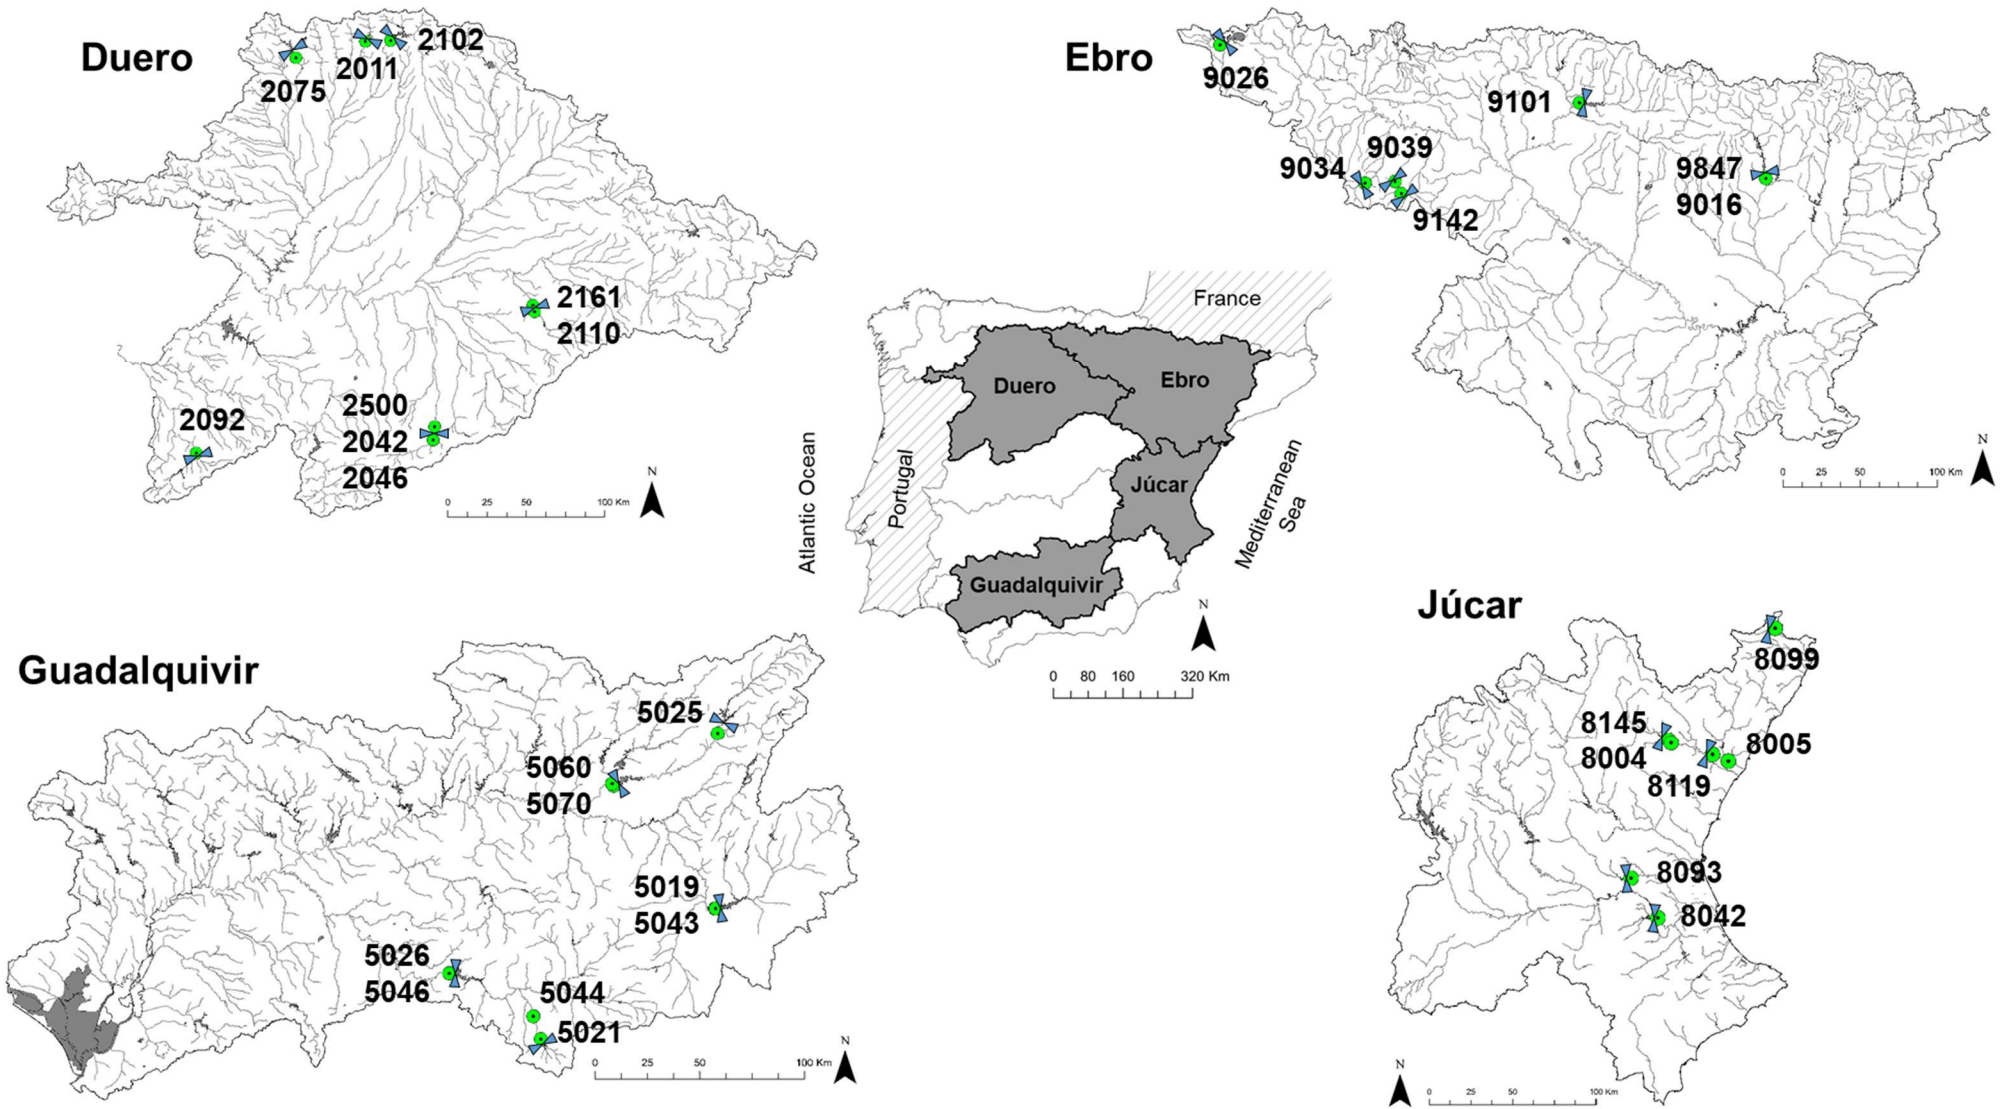 Duero
2075
2011
2102
2161
2110
2092
2500
2042
2046
N
0 25 50 100 Km
Ebro
9026
9101
9039
9034
9142
9847
9016
N
0 25 50 100 Km
France
Duero
Ebro
Júcar
Guadalquivir
Portugal
Atlantic Ocean
Mediterranean
Sea
N
0 80 160 320 Km
Guadalquivir
5025
5060
5070
5019
5043
5026
5046
5044
5021
N
0 25 50 100 Km
Júcar
8099
8145
8004
8005
8119
8093
8042
N
0 25 50 100 Km